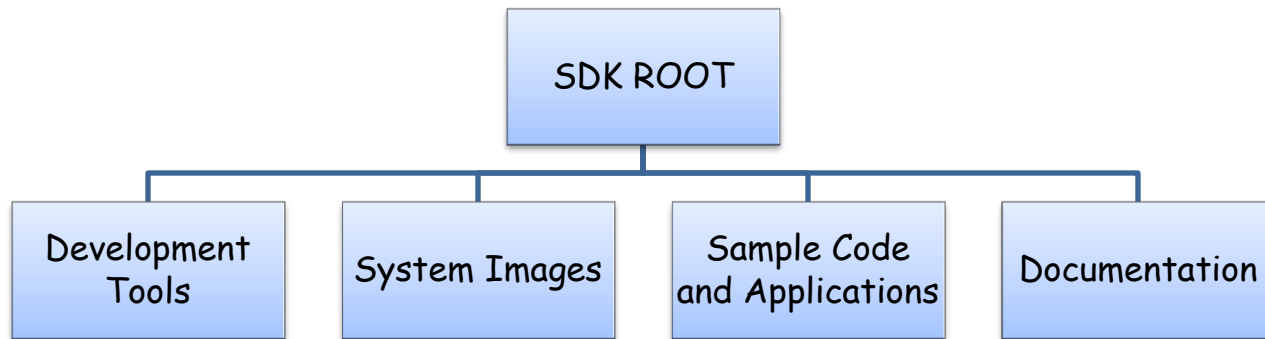 SDK ROOT
Development
Tools
System Images
Sample Code
and Applications
Documentation